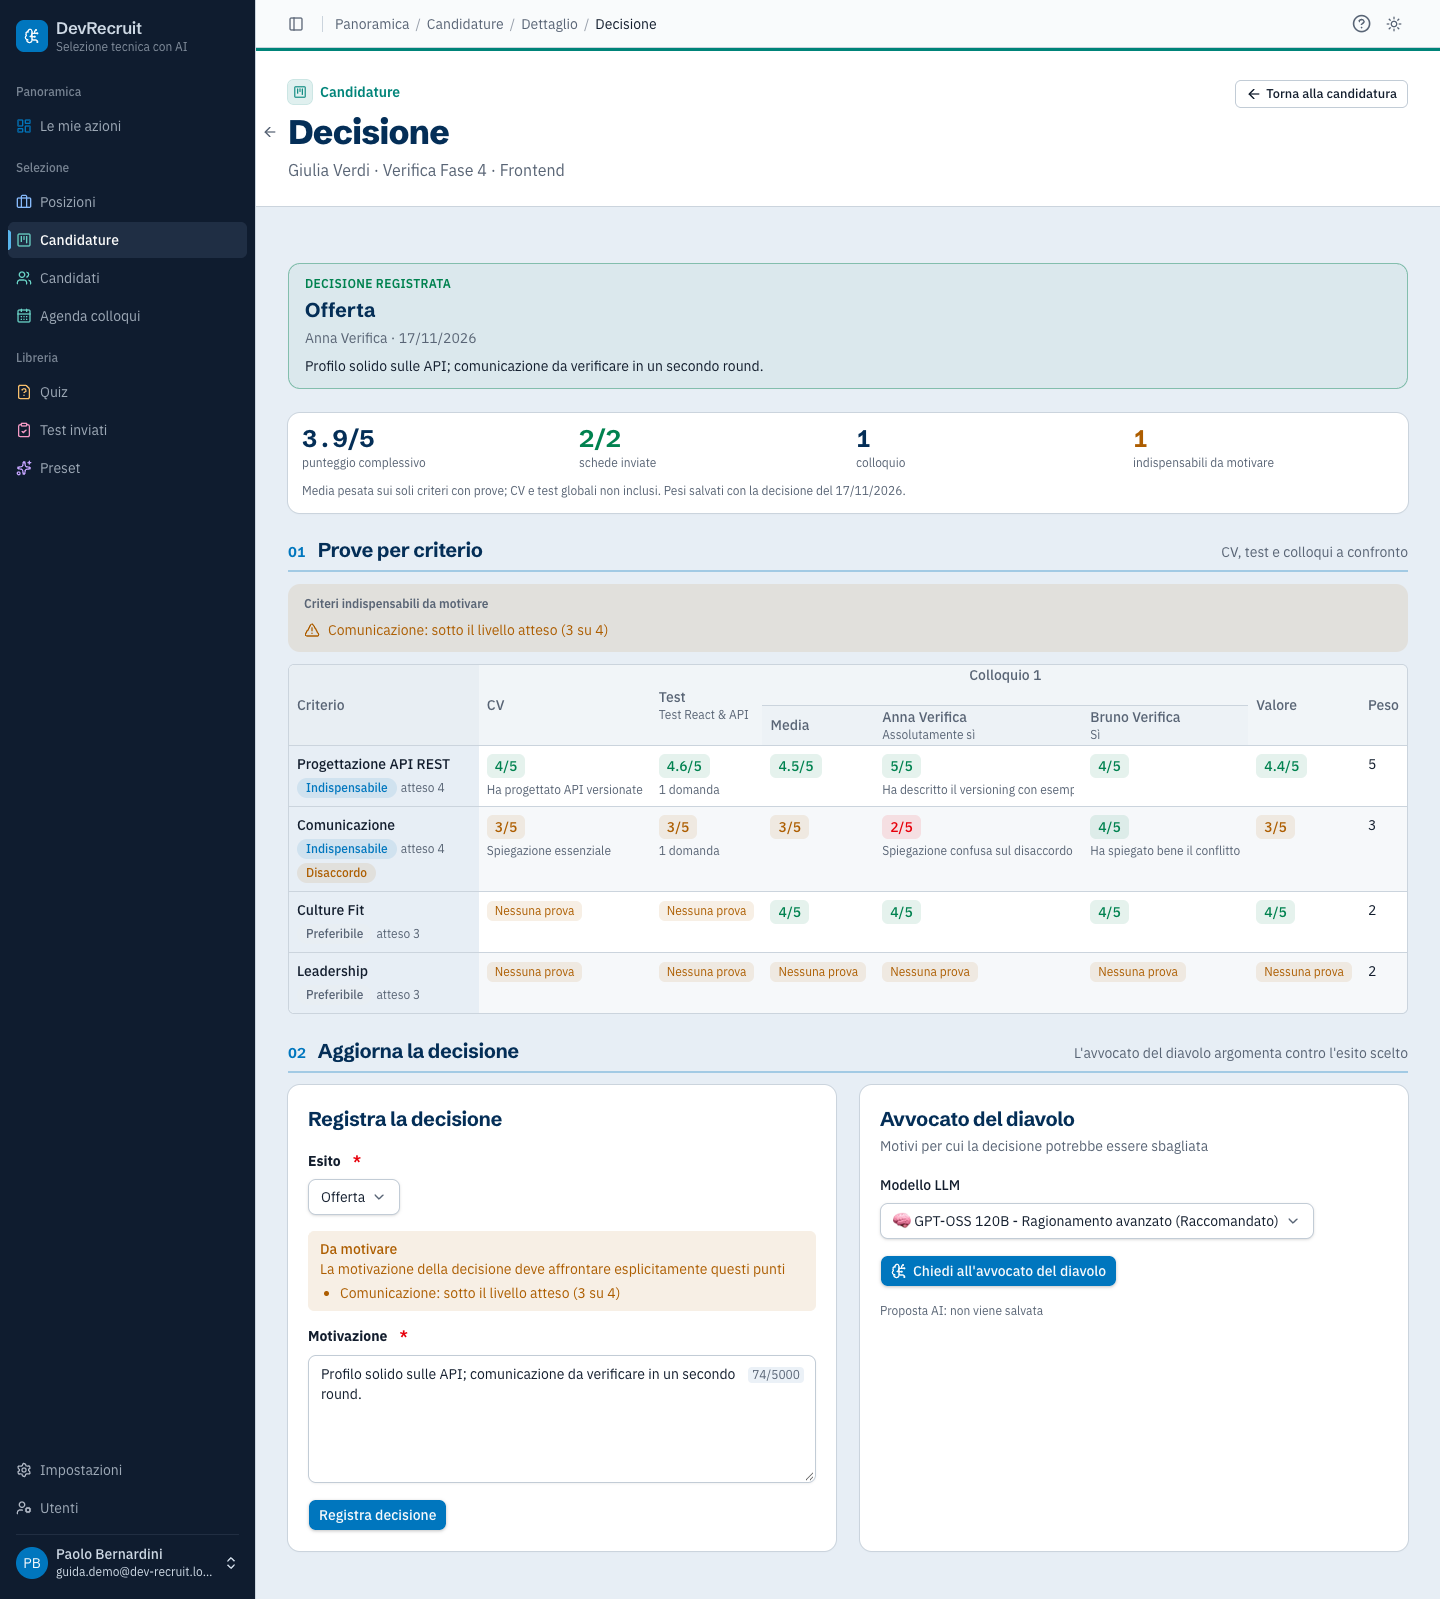 DevRecruit
Selezione tecnica con AI
Panoramica
Le mie azioni
Selezione
Posizioni
Candidature
Candidati
Agenda colloqui
Libreria
Quiz
Test inviati
Preset
Impostazioni
Utenti
PB
Paolo Bernardini
guida.demo@dev-recruit.lo...
Panoramica / Candidature / Dettaglio / Decisione
Candidature
Torna alla candidatura
Decisione
Giulia Verdi · Verifica Fase 4 · Frontend
DECISIONE REGISTRATA
Offerta
Anna Verifica · 17/11/2026
Profilo solido sulle API; comunicazione da verificare in un secondo round.
3.9/5 2/2 1 1
punteggio complessivo schede inviate colloquio indispensabili da motivare
Media pesata sui soli criteri con prove; CV e test globali non inclusi. Pesi salvati con la decisione del 17/11/2026.
01 Prove per criterio CV, test e colloqui a confronto
Criteri indispensabili da motivare
Comunicazione: sotto il livello atteso (3 su 4)
Colloquio 1
Criterio CV Test Media Anna Verifica Bruno Verifica Valore Peso
Test React & API Assolutamente sì Sì
Progettazione API REST 4/5 4.6/5 4.5/5 5/5 4/5 4.4/5 5
Indispensabile atteso 4 Ha progettato API versionate 1 domanda Ha descritto il versioning con esemp
Comunicazione 3/5 3/5 3/5 2/5 4/5 3/5 3
Indispensabile atteso 4 Spiegazione essenziale 1 domanda Spiegazione confusa sul disaccordo Ha spiegato bene il conflitto
Disaccordo
Culture Fit Nessuna prova Nessuna prova 4/5 4/5 4/5 4/5 2
Preferibile atteso 3
Leadership Nessuna prova Nessuna prova Nessuna prova Nessuna prova Nessuna prova Nessuna prova 2
Preferibile atteso 3
02 Aggiorna la decisione L'avvocato del diavolo argomenta contro l'esito scelto
Registra la decisione
Esito *
Offerta
Da motivare
La motivazione della decisione deve affrontare esplicitamente questi punti
• Comunicazione: sotto il livello atteso (3 su 4)
Motivazione *
Profilo solido sulle API; comunicazione da verificare in un secondo 74/5000
round.
Registra decisione
Avvocato del diavolo
Motivi per cui la decisione potrebbe essere sbagliata
Modello LLM
🧠 GPT-OSS 120B - Ragionamento avanzato (Raccomandato)
Chiedi all'avvocato del diavolo
Proposta AI: non viene salvata